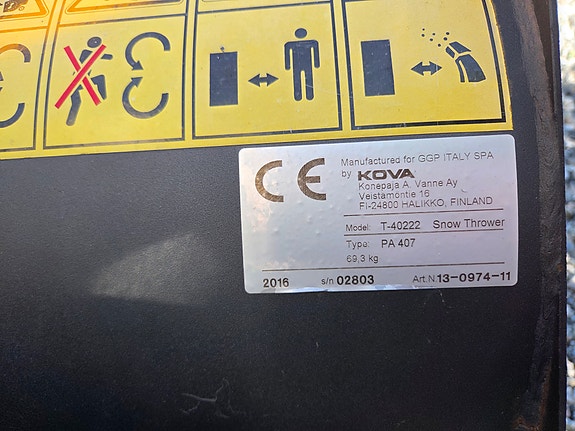 CE
Manufactured for GGP ITALY SPA
by KOVA
Konepaja A. Vanne Ay
Veistämöntie 16
FI-24800 HALIKKO, FINLAND
Model: T-40222 Snow Thrower
Type: PA 407
69,3 kg
2016 s/n 02803 Art.N. 13-0974-11